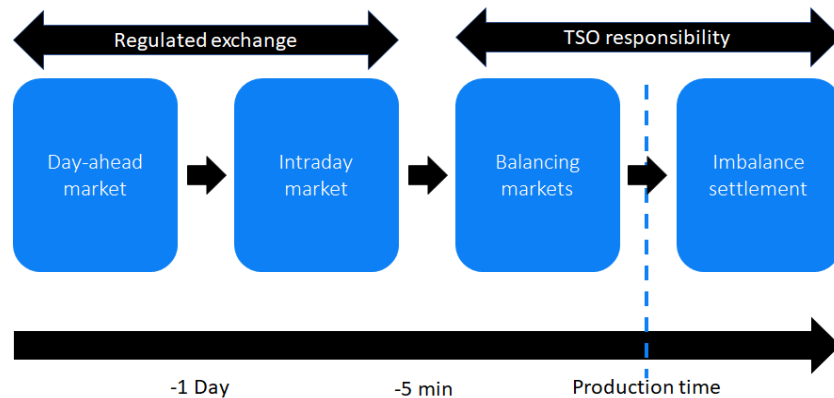 Regulated exchange
TSO responsibility
Day-ahead
market
Intraday
market
Balancing
markets
Imbalance
settlement
-1 Day
-5 min
Production time